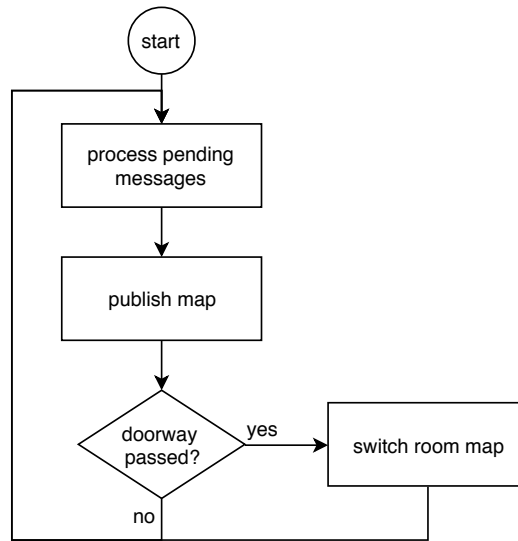 start
process pending
messages
publish map
doorway
passed?
yes
switch room map
no